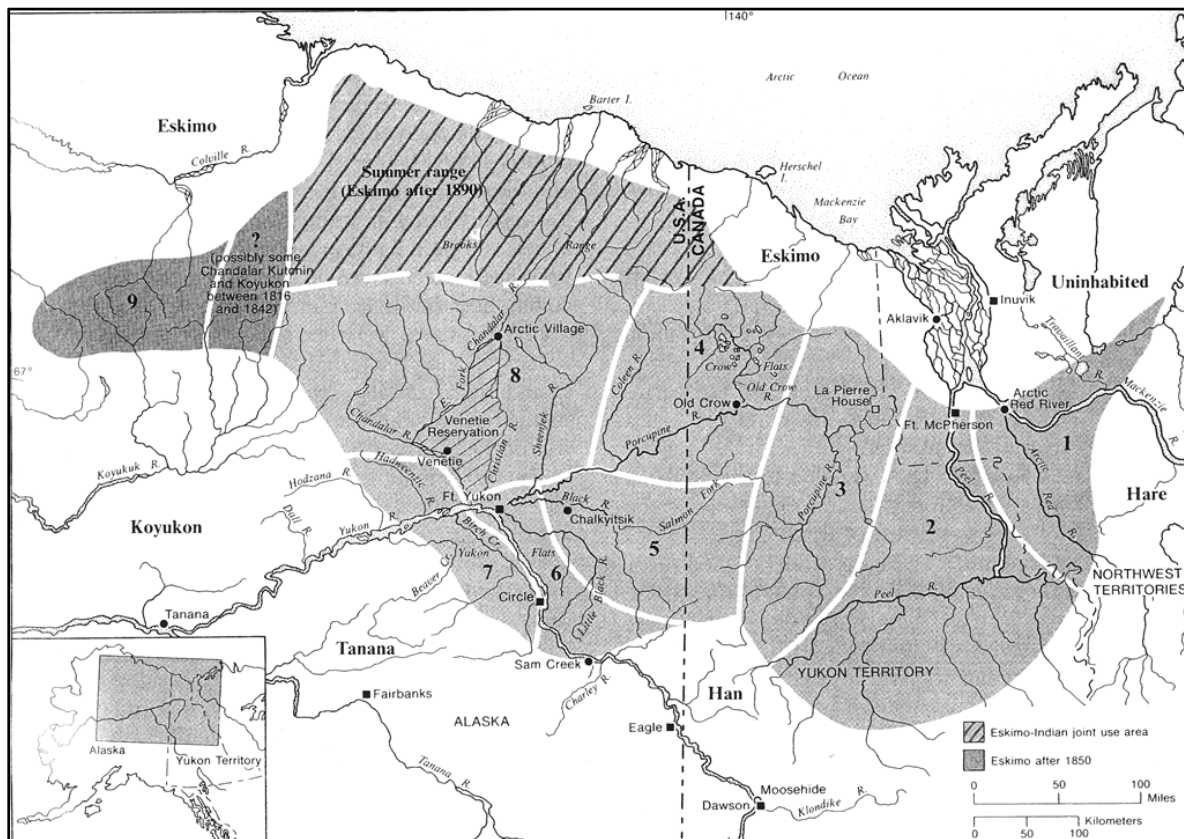 140°
Arctic Ocean
Barter I.
Eskimo
Colville R.
Summer range
(Eskimo after 1890)
Herschel
I.
Mackenzie
Bay
U.S.A.
CANADA
Brooks Range
?
(possibly some
Chandalar Kutchin
and Koyukon
between 1816
and 1842)
9
Eskimo
Uninhabited
Inuvik
Aklavik
Travaillant
R.
Mackenzie
67°
Chandalar
Arctic Village
8
E. Fork
Coleen R.
4
Crow
Flats
Old Crow
R.
Old Crow
La Pierre
House
Arctic
Red River
Ft. McPherson
1
Venetie
Reservation
Sheenjek
R.
Christian R.
Porcupine R.
Chandalar R.
Venetie
Hadweenzic R.
Koyukuk R.
Hodzana R.
Ft. Yukon
Black
Chalkyitsik
Salmon Fork
Porcupine R.
3
Peel R.
Arctic Red R.
Hare
2
Koyukon
Dall R.
Yukon R.
Birch Cr.
Yukon Flats
5
6
7
Beaver Cr.
Circle
Little Black R.
Peel R.
NORTHWEST
TERRITORIES
Tanana
Tanana
Sam Creek
Charley R.
Han
YUKON TERRITORY
Fairbanks
ALASKA
Eagle
Tanana R.
Moosehide
Dawson
Klondike R.
Alaska
Yukon Territory
Eskimo-Indian joint use area
Eskimo after 1850
0 50 100
Miles
0 50 100
Kilometers